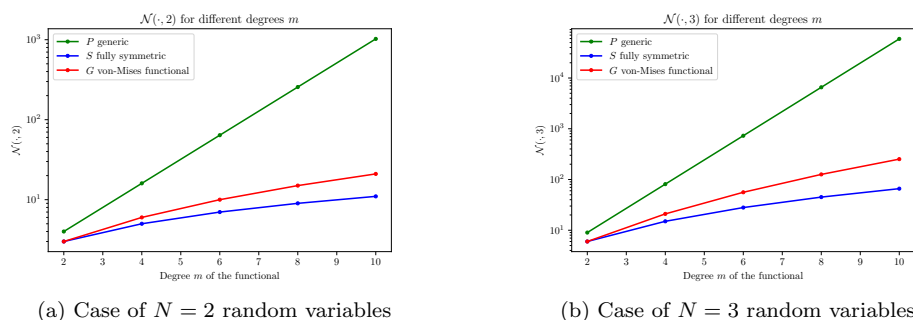 𝒩(·, 2) for different degrees m
10³
10²
10¹
𝒩(·, 2)
P generic
S fully symmetric
G von-Mises functional
2 3 4 5 6 7 8 9 10
Degree m of the functional
(a) Case of N = 2 random variables
𝒩(·, 3) for different degrees m
10⁴
10³
10²
10¹
𝒩(·, 3)
P generic
S fully symmetric
G von-Mises functional
2 3 4 5 6 7 8 9 10
Degree m of the functional
(b) Case of N = 3 random variables